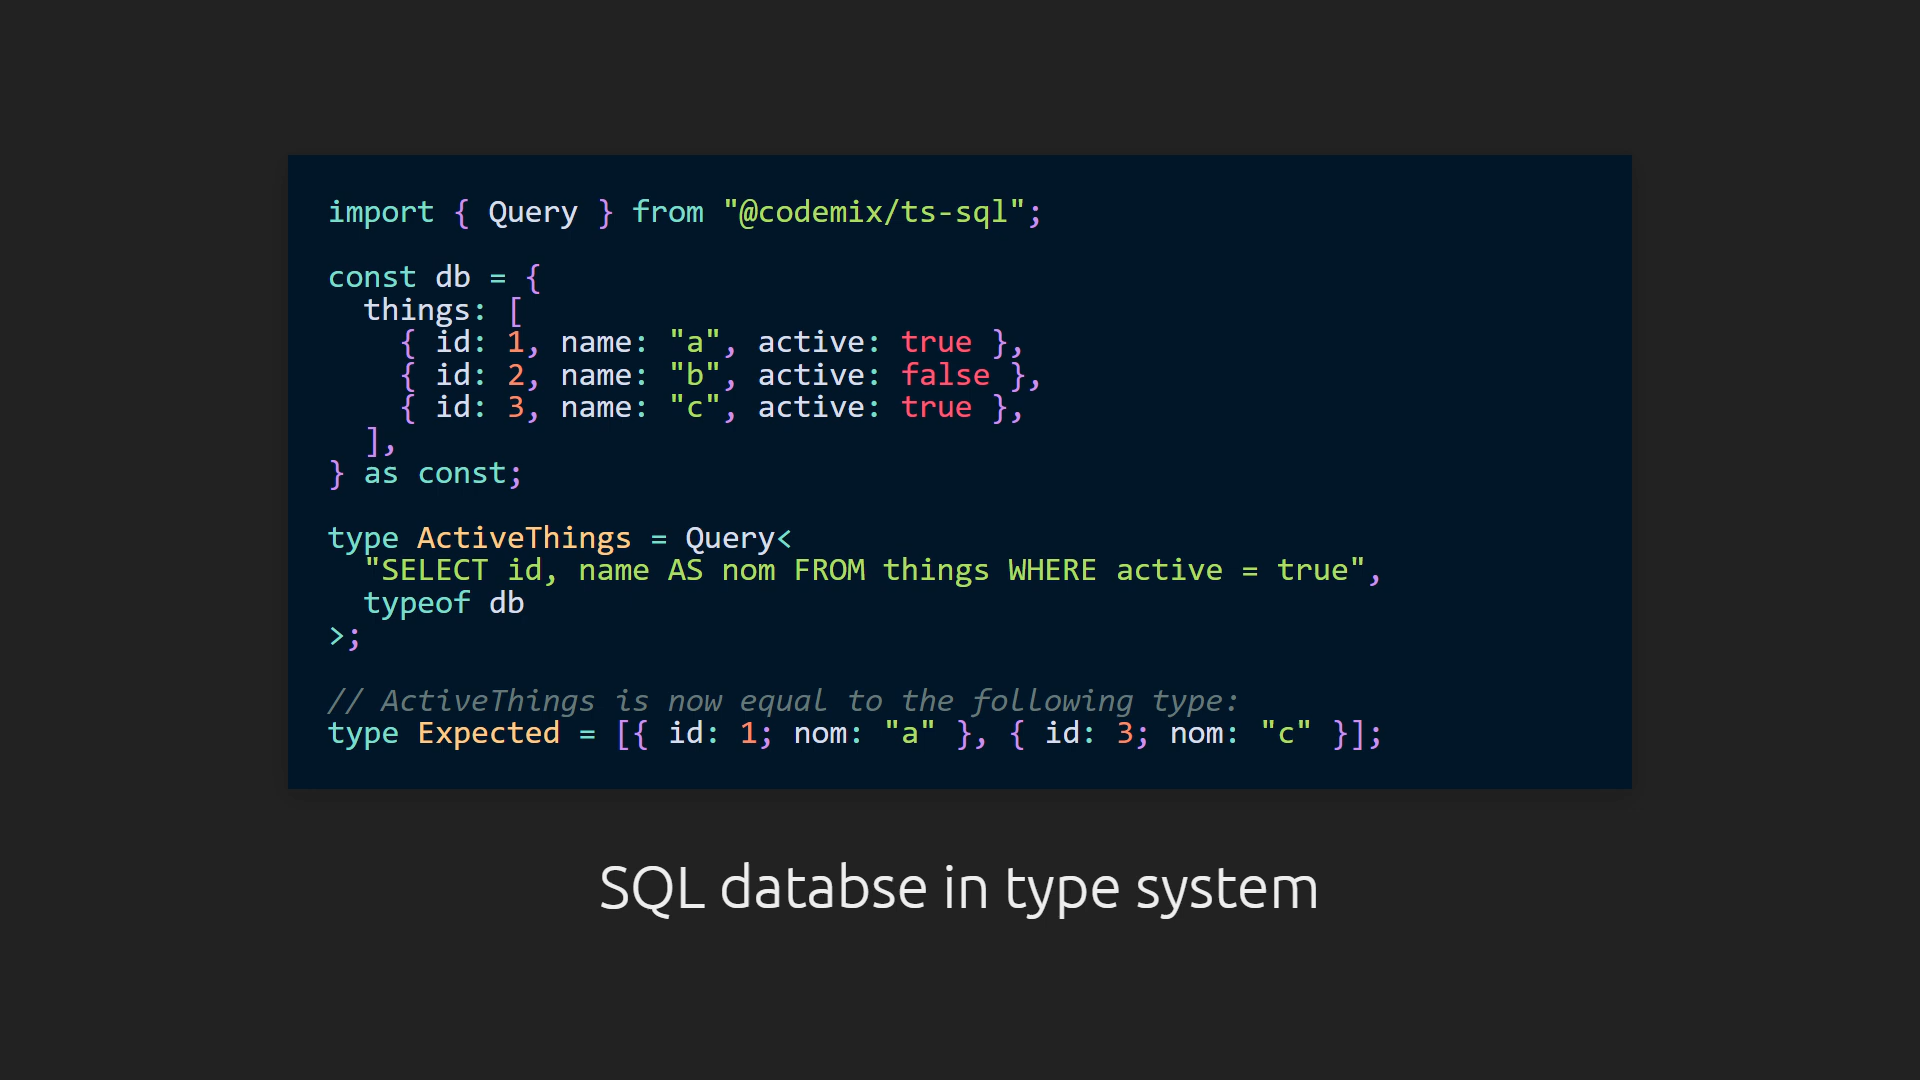 import { Query } from "@codemix/ts-sql";
const db = {
  things: [
    { id: 1, name: "a", active: true },
    { id: 2, name: "b", active: false },
    { id: 3, name: "c", active: true },
  ],
} as const;
type ActiveThings = Query<
  "SELECT id, name AS nom FROM things WHERE active = true",
  typeof db
>;
// ActiveThings is now equal to the following type:
type Expected = [{ id: 1; nom: "a" }, { id: 3; nom: "c" }];
SQL databse in type system